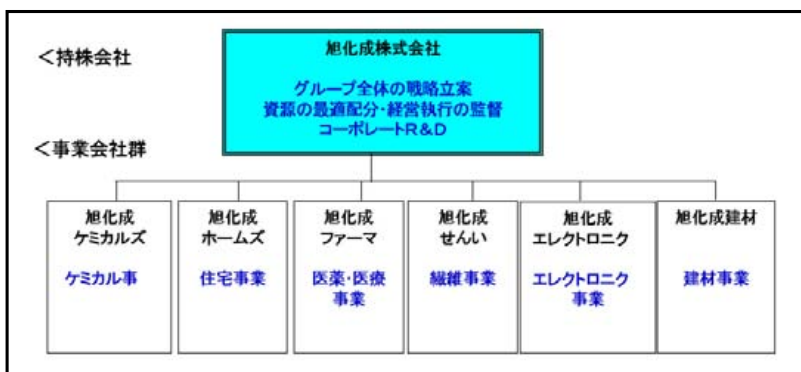 <持株会社
旭化成株式会社
グループ全体の戦略立案
資源の最適配分・経営執行の監督
コーポレートR&D
<事業会社群
旭化成
ケミカルズ
ケミカル事
旭化成
ホームズ
住宅事業
旭化成
ファーマ
医薬・医療
事業
旭化成
せんい
繊維事業
旭化成
エレクトロニク
エレクトロニク
事業
旭化成建材
建材事業